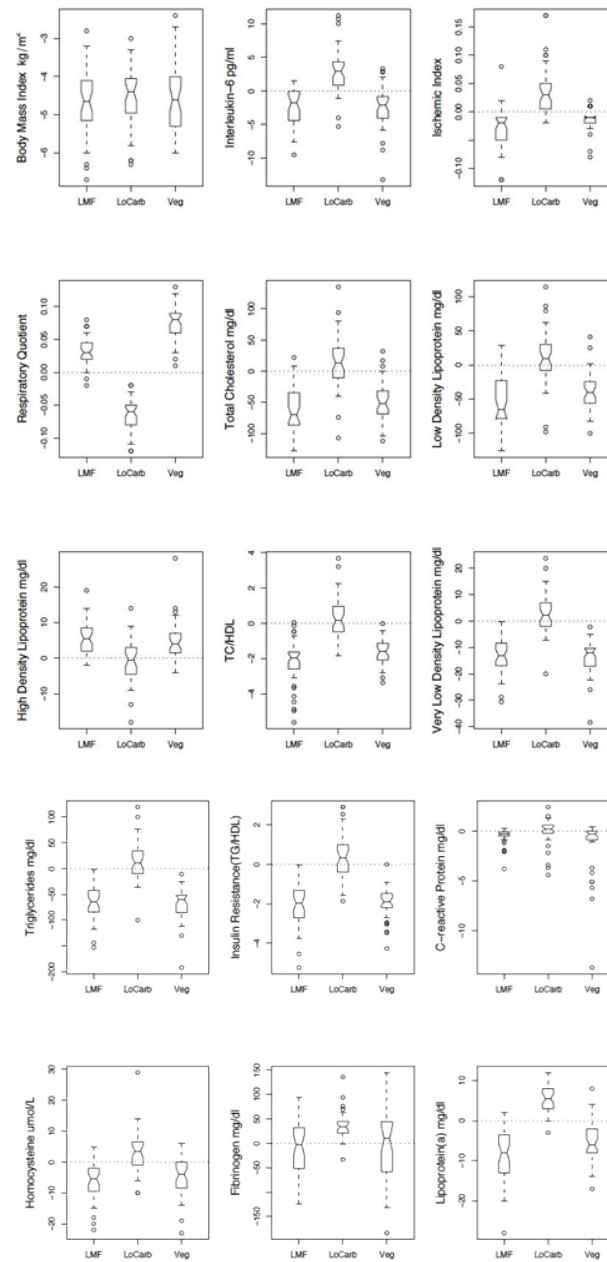 Body Mass Index kg/m²
-3
-4
-5
-6
LMF LoCarb Veg
Interleukin-6 pg/ml
10
5
0
-5
-10
LMF LoCarb Veg
Ischemic Index
0.15
0.10
0.05
0.00
-0.10
LMF LoCarb Veg
Respiratory Quotient
0.10
0.05
0.00
-0.05
-0.10
LMF LoCarb Veg
Total Cholesterol mg/dl
100
50
0
-50
-100
LMF LoCarb Veg
Low Density Lipoprotein mg/dl
100
50
0
-50
-100
LMF LoCarb Veg
High Density Lipoprotein mg/dl
20
10
0
-10
LMF LoCarb Veg
TC/HDL
4
2
0
-2
-4
LMF LoCarb Veg
Very Low Density Lipoprotein mg/dl
20
10
0
-10
-20
-30
-40
LMF LoCarb Veg
Triglycerides mg/dl
100
50
0
-50
-100
-200
LMF LoCarb Veg
Insulin Resistance(TG/HDL)
2
0
-2
-4
LMF LoCarb Veg
C-reactive Protein mg/dl
0
-5
-10
LMF LoCarb Veg
Homocysteine umol/L
30
20
10
0
-10
-20
LMF LoCarb Veg
Fibrinogen mg/dl
150
100
50
0
-50
-150
LMF LoCarb Veg
Lipoprotein(a) mg/dl
10
0
-10
-20
LMF LoCarb Veg